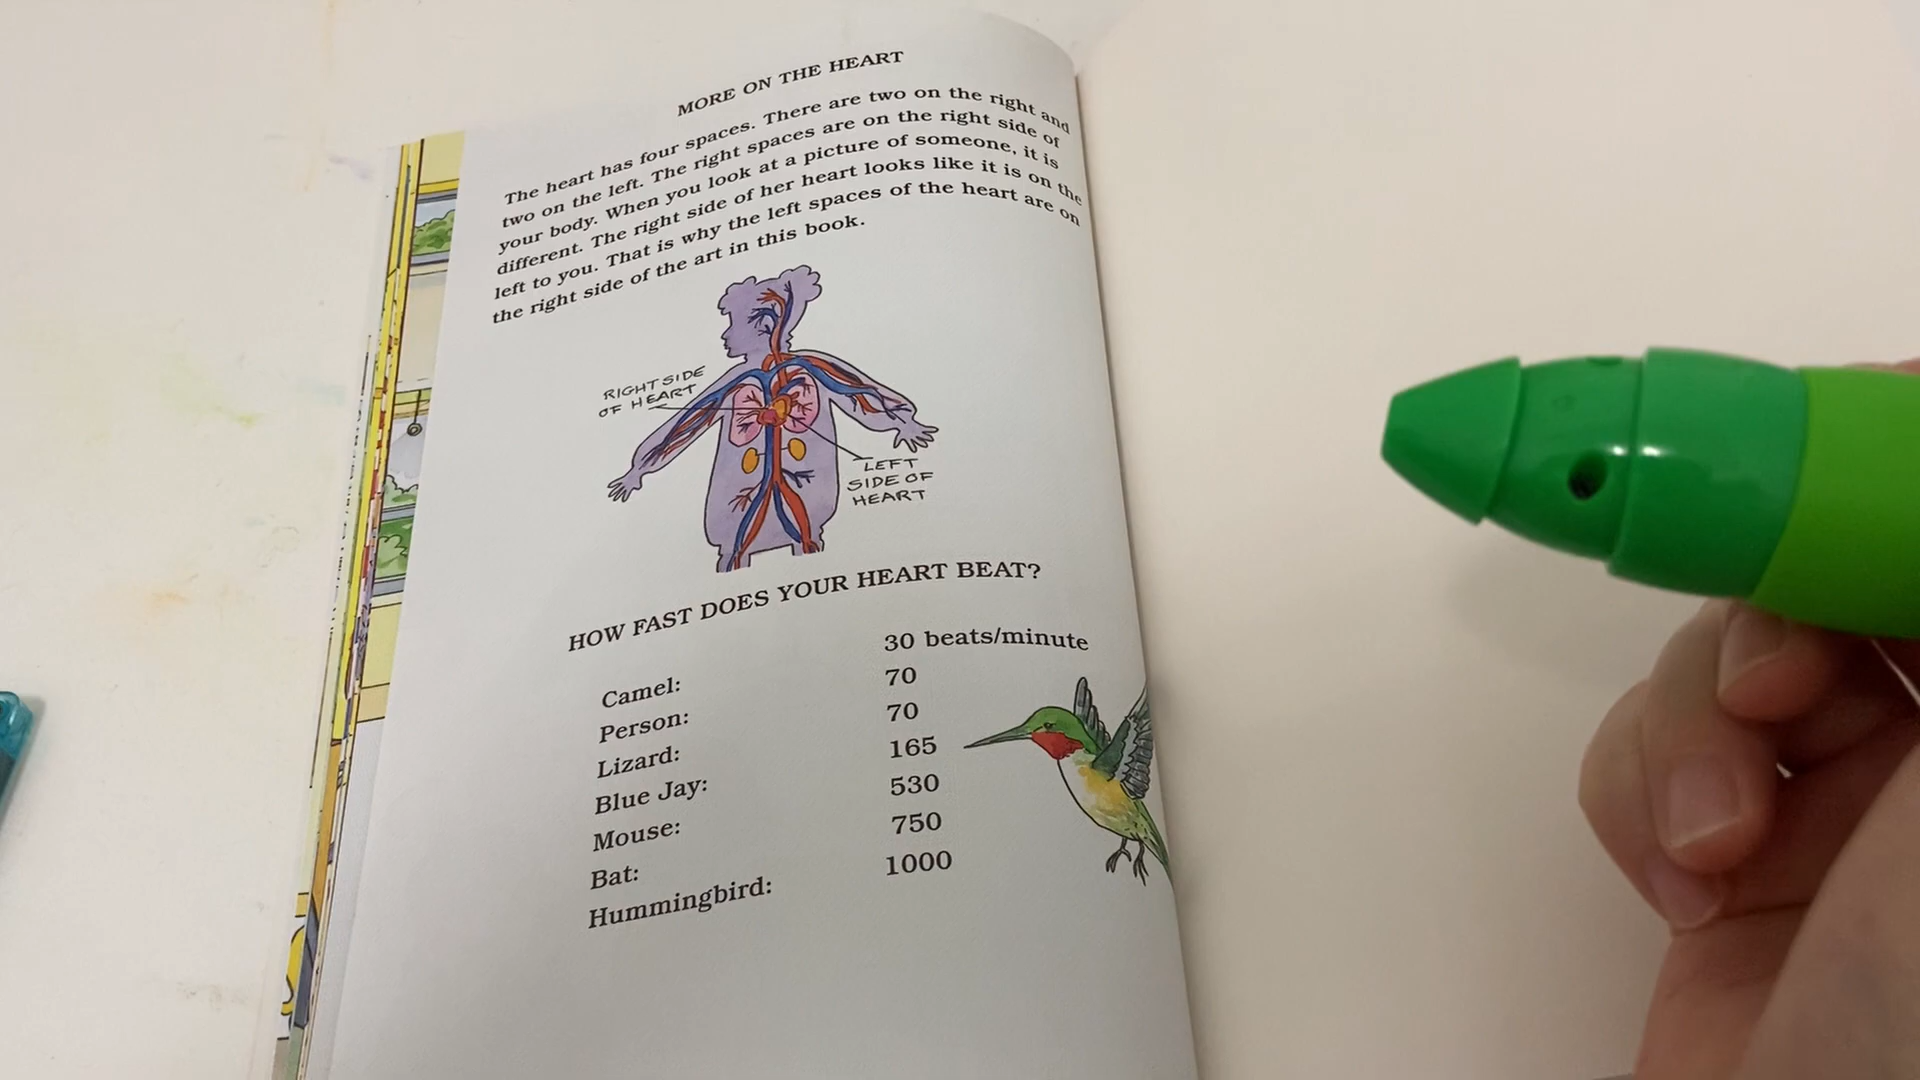 MORE ON THE HEART
The heart has four spaces. There are two on the right and
two on the left. The right spaces are on the right side of
your body. When you look at a picture of someone, it is
different. The right side of her heart looks like it is on the
left to you. That is why the left spaces of the heart are on
the right side of the art in this book.
RIGHT SIDE
OF HEART
LEFT
SIDE OF
HEART
HOW FAST DOES YOUR HEART BEAT?
Camel: 30 beats/minute
Person: 70
Lizard: 70
Blue Jay: 165
Mouse: 530
Bat: 750
Hummingbird: 1000